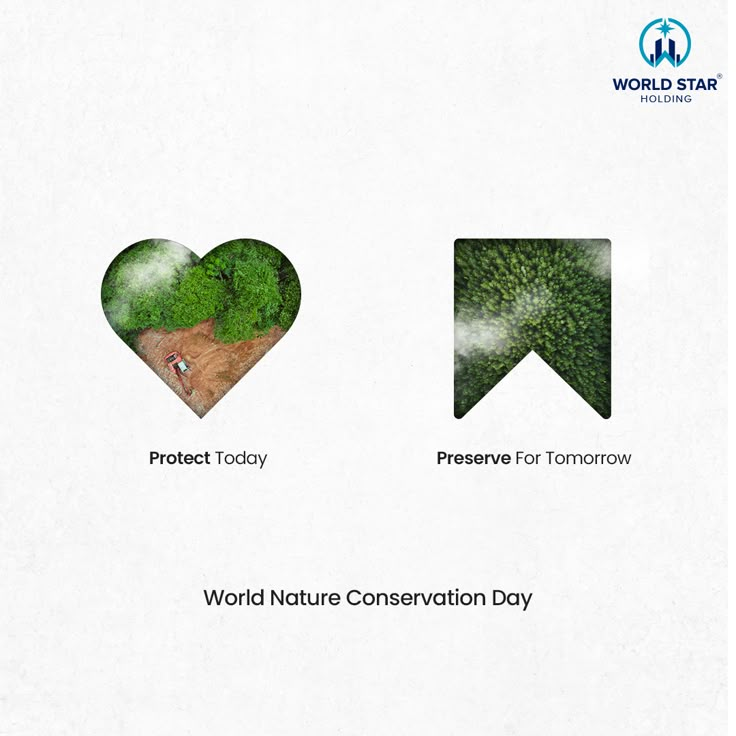 WORLD STAR®
HOLDING
Protect Today
Preserve For Tomorrow
World Nature Conservation Day